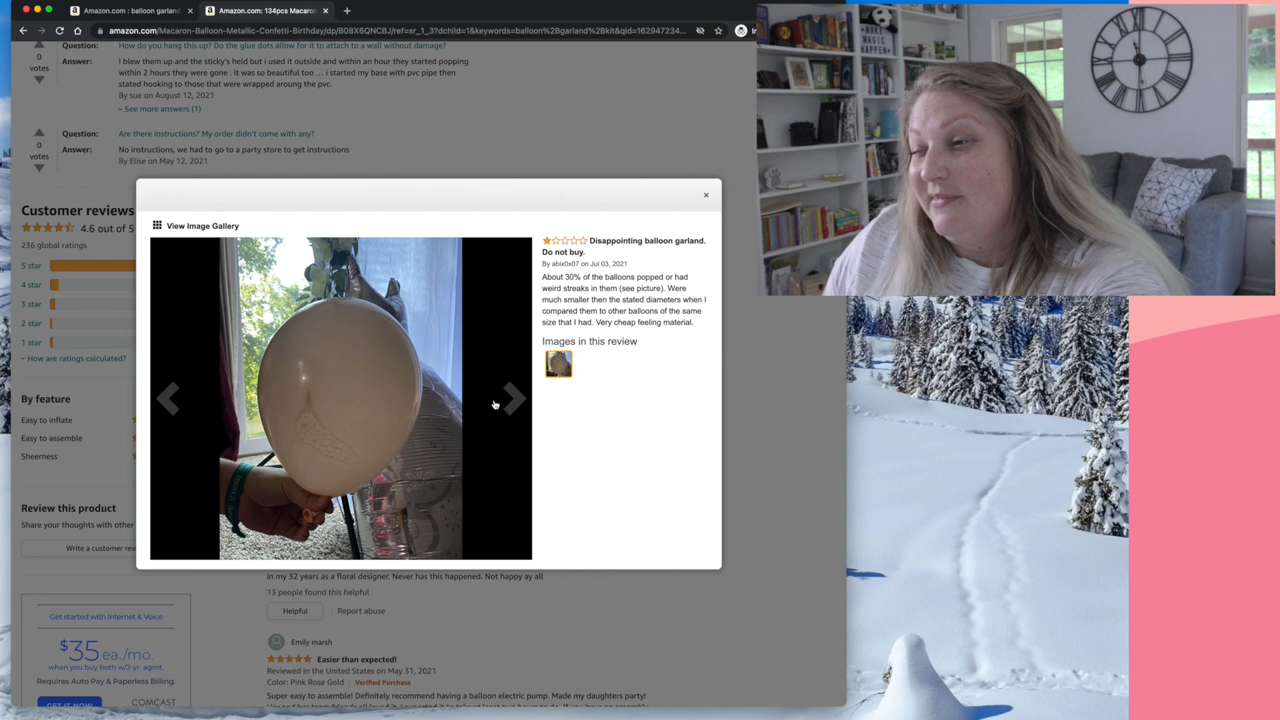 Amazon.com : balloon garland
Amazon.com: 134pcs Macaron
amazon.com/Macaron-Balloon-Metallic-Confetti-Birthday/dp/B08X6QNCBJ/ref=sr_1_3?dchild=1&keywords=balloon%2Bgarland%2Bkit&qid=162947234...
How do you hang this up? Do the glue dots allow for it to attach to a wall without damage?
0
votes
Answer:
I blew them up and the sticky's held but i used it outside and within an hour they started popping
within 2 hours they were gone . It was so beautiful too ... i started my base with pvc pipe then
stated hooking to those that were wrapped around the pvc.
By sue on August 12, 2021
See more answers (1)
0
votes
Question:
Are there instructions? My order didn't come with any?
Answer:
No instructions, we had to go to a party store to get instructions
By Elise on May 12, 2021
Customer reviews
4.6 out of 5
236 global ratings
5 star
4 star
3 star
2 star
1 star
How are ratings calculated?
By feature
Easy to inflate
Easy to assemble
Sheerness
Review this product
Share your thoughts with other
Write a customer rev
Get started with Internet & Voice
$35 ea./mo.
when you buy both w/2-yr. agmt.
Requires Auto Pay & Paperless Billing.
GET IT NOW
COMCAST
×
View Image Gallery
Disappointing balloon garland.
Do not buy.
By abix0x07 on Jul 03, 2021
About 30% of the balloons popped or had
weird streaks in them (see picture). Were
much smaller then the stated diameters when I
compared them to other balloons of the same
size that I had. Very cheap feeling material.
Images in this review
in my 32 years as a floral designer. Never has this happened. Not happy ay all
13 people found this helpful
Helpful
Report abuse
Emily marsh
Easier than expected!
Reviewed in the United States on May 31, 2021
Color: Pink Rose Gold
Verified Purchase
Super easy to assemble! Definitely recommend having a balloon electric pump. Made my daughters party!
MAKE
MAGIC
HAPPEN